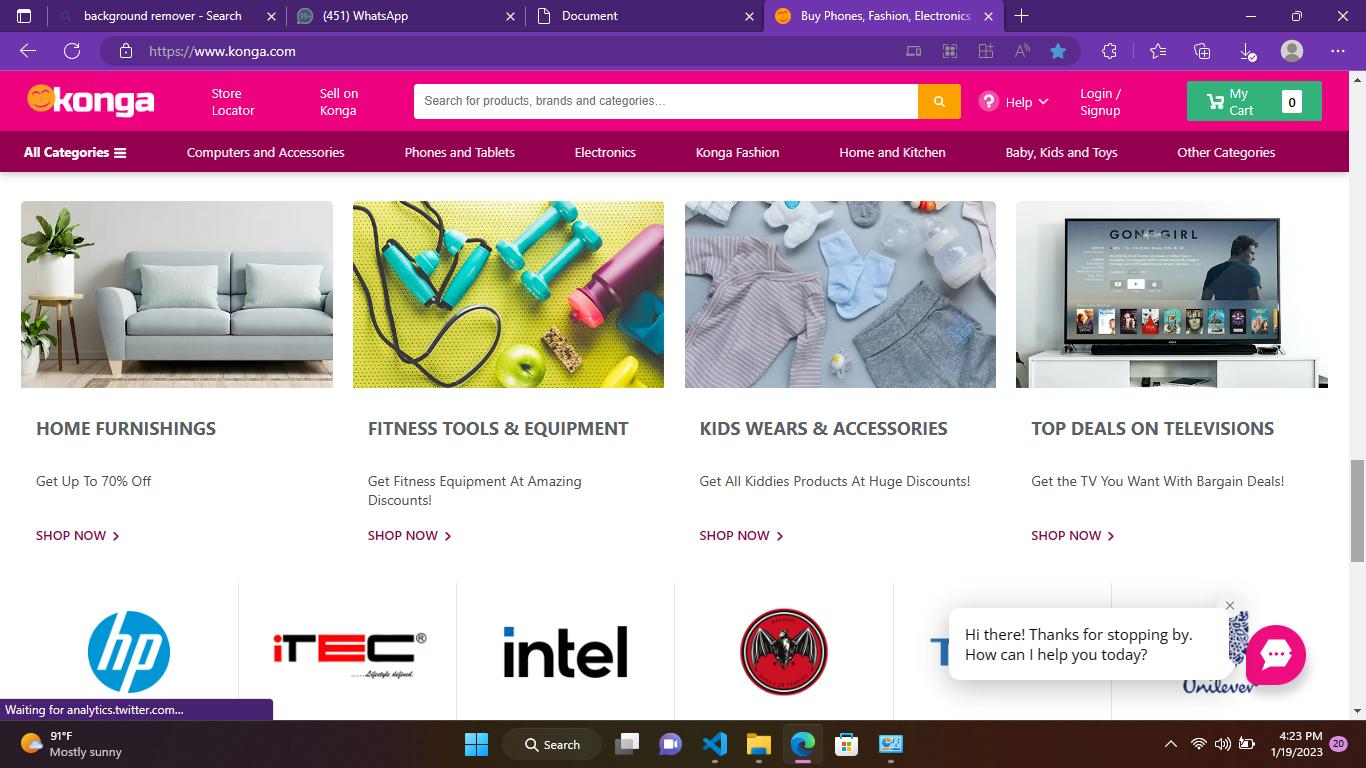 background remover - Search
(451) WhatsApp
Document
Buy Phones, Fashion, Electronics
https://www.konga.com
konga
Store
Locator
Sell on
Konga
Search for products, brands and categories...
Help
Login /
Signup
My
Cart
0
All Categories
Computers and Accessories
Phones and Tablets
Electronics
Konga Fashion
Home and Kitchen
Baby, Kids and Toys
Other Categories
GONE GIRL
HOME FURNISHINGS
FITNESS TOOLS & EQUIPMENT
KIDS WEARS & ACCESSORIES
TOP DEALS ON TELEVISIONS
Get Up To 70% Off
Get Fitness Equipment At Amazing
Discounts!
Get All Kiddies Products At Huge Discounts!
Get the TV You Want With Bargain Deals!
SHOP NOW
SHOP NOW
SHOP NOW
SHOP NOW
hp
iTEC®
.....Lifestyle defined.
intel
BACARDI
T
Hi there! Thanks for stopping by.
How can I help you today?
Unilever
Waiting for analytics.twitter.com...
91°F
Mostly sunny
Search
4:23 PM
1/19/2023
20